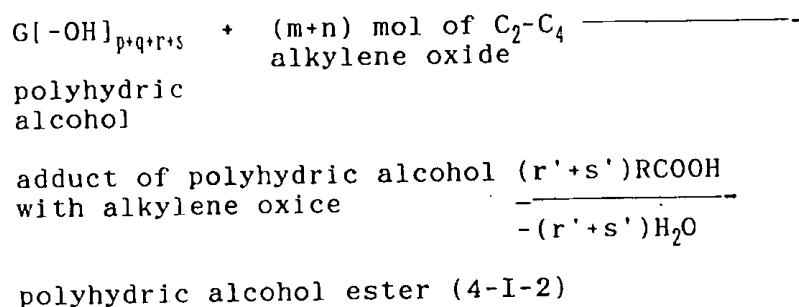 G[-OH]p+q+r+s + (m+n) mol of C2-C4
alkylene oxide
polyhydric
alcohol
adduct of polyhydric alcohol (r'+s')RCOOH
with alkylene oxice -(r'+s')H2O
polyhydric alcohol ester (4-I-2)